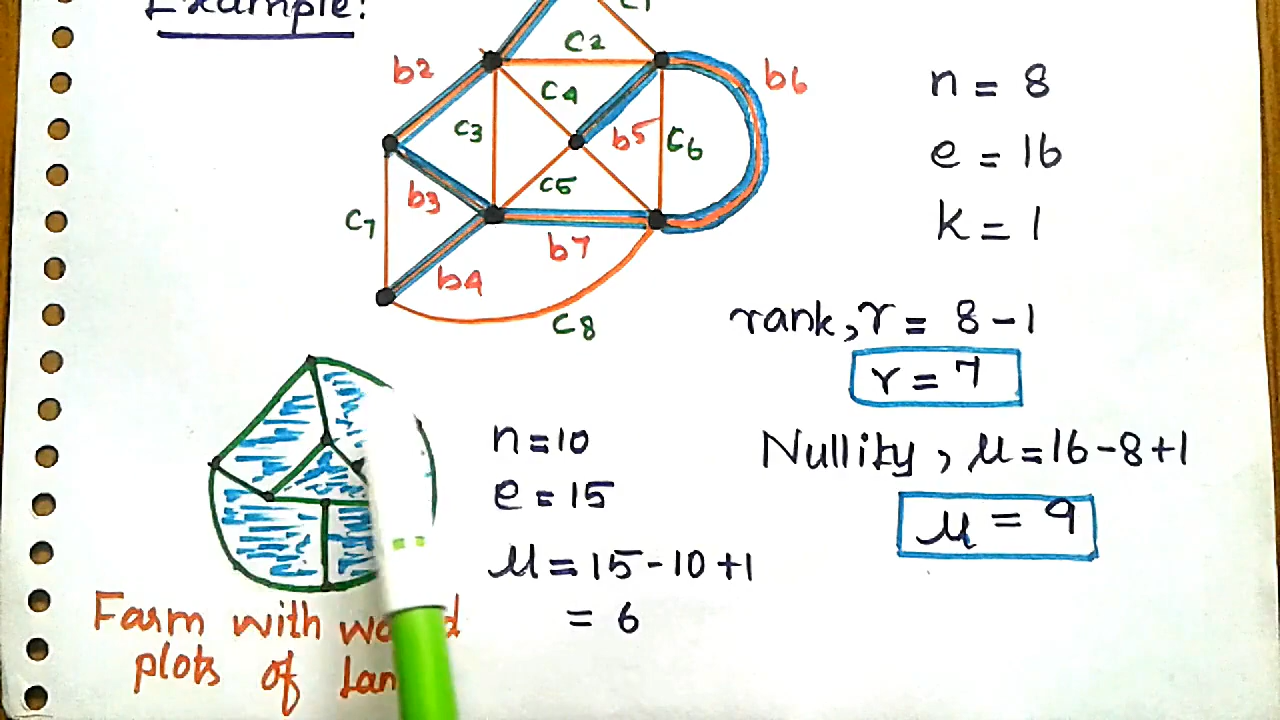 Example:
C1
b2
C2
b6
C4
C3
b5
C6
b3
C5
C7
b7
b4
C8
n = 8
e = 16
k = 1
rank, r = 8 - 1
r = 7
Nullity, μ = 16 - 8 + 1
μ = 9
n = 10
e = 15
μ = 15 - 10 + 1
= 6
Farm with
plots of